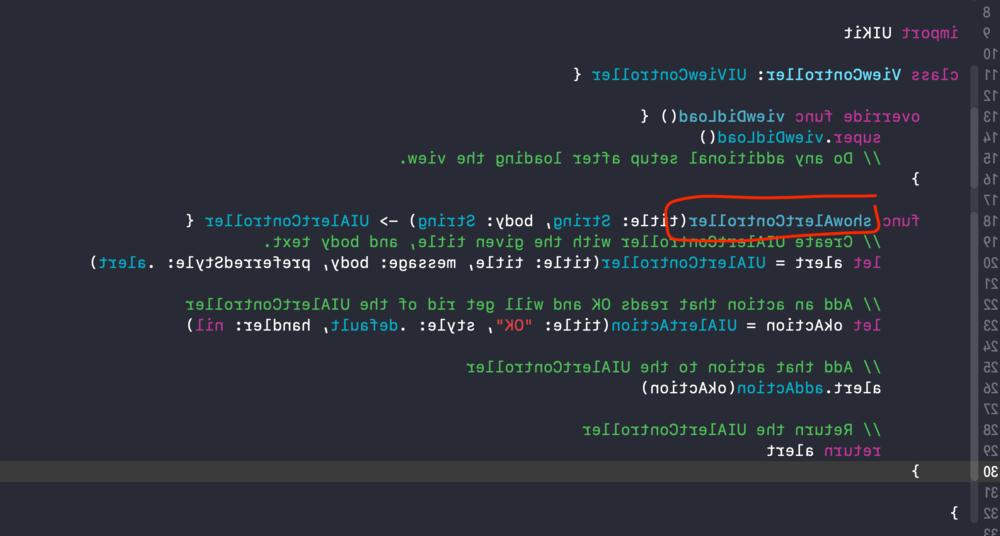 8
9 import UIKit
10
11 class ViewController: UIViewController {
12
13 override func viewDidLoad() {
14 super.viewDidLoad()
15 // Do any additional setup after loading the view.
16 }
17
18 func showAlertController(title: String, body: String) -> UIAlertController {
19 // Create UIAlertController with the given title, and body text.
20 let alert = UIAlertController(title: title, message: body, preferredStyle: .alert)
21
22 // Add an action that reads OK and will get rid of the UIAlertController
23 let okAction = UIAlertAction(title: "OK", style: .default, handler: nil)
24
25 // Add that action to the UIAlertController
26 alert.addAction(okAction)
27
28 // Return the UIAlertController
29 return alert
30 }
31
32 }
33